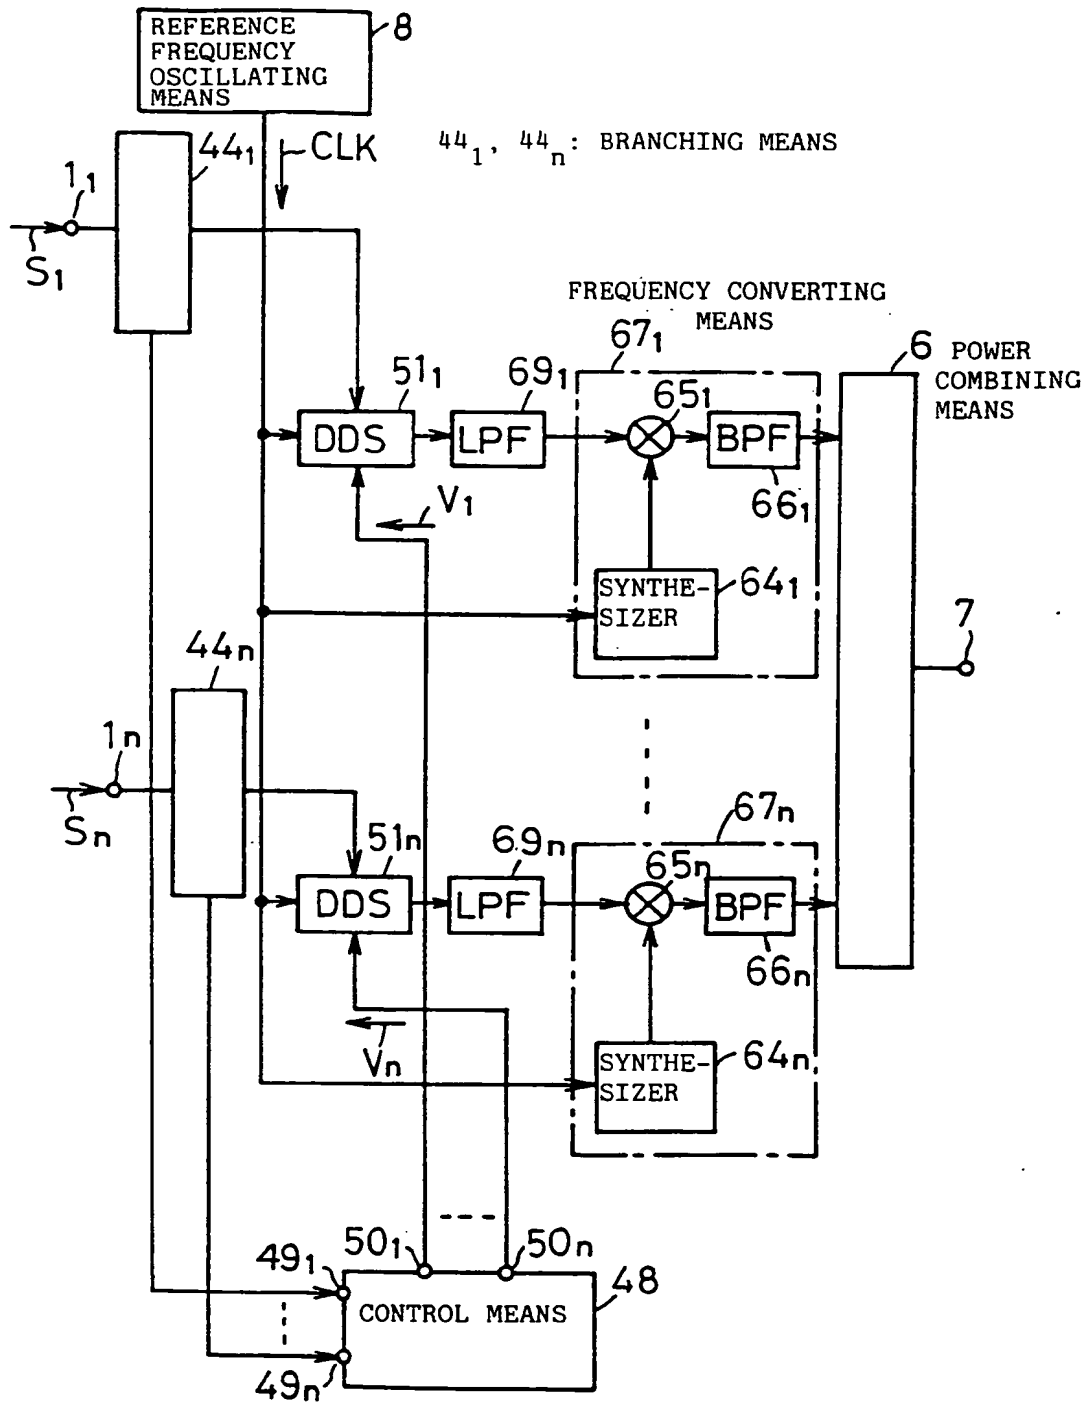 REFERENCE
FREQUENCY
OSCILLATING
MEANS
8
CLK
44₁, 44ₙ: BRANCHING MEANS
44₁
1₁
S₁
FREQUENCY CONVERTING
MEANS
67₁
6 POWER
COMBINING
MEANS
51₁
DDS
69₁
LPF
65₁
BPF
66₁
V₁
SYNTHE-
SIZER
64₁
7
44ₙ
1ₙ
Sₙ
67ₙ
51ₙ
DDS
69ₙ
LPF
65ₙ
BPF
66ₙ
Vₙ
SYNTHE-
SIZER
64ₙ
50₁
50ₙ
49₁
48
CONTROL MEANS
49ₙ